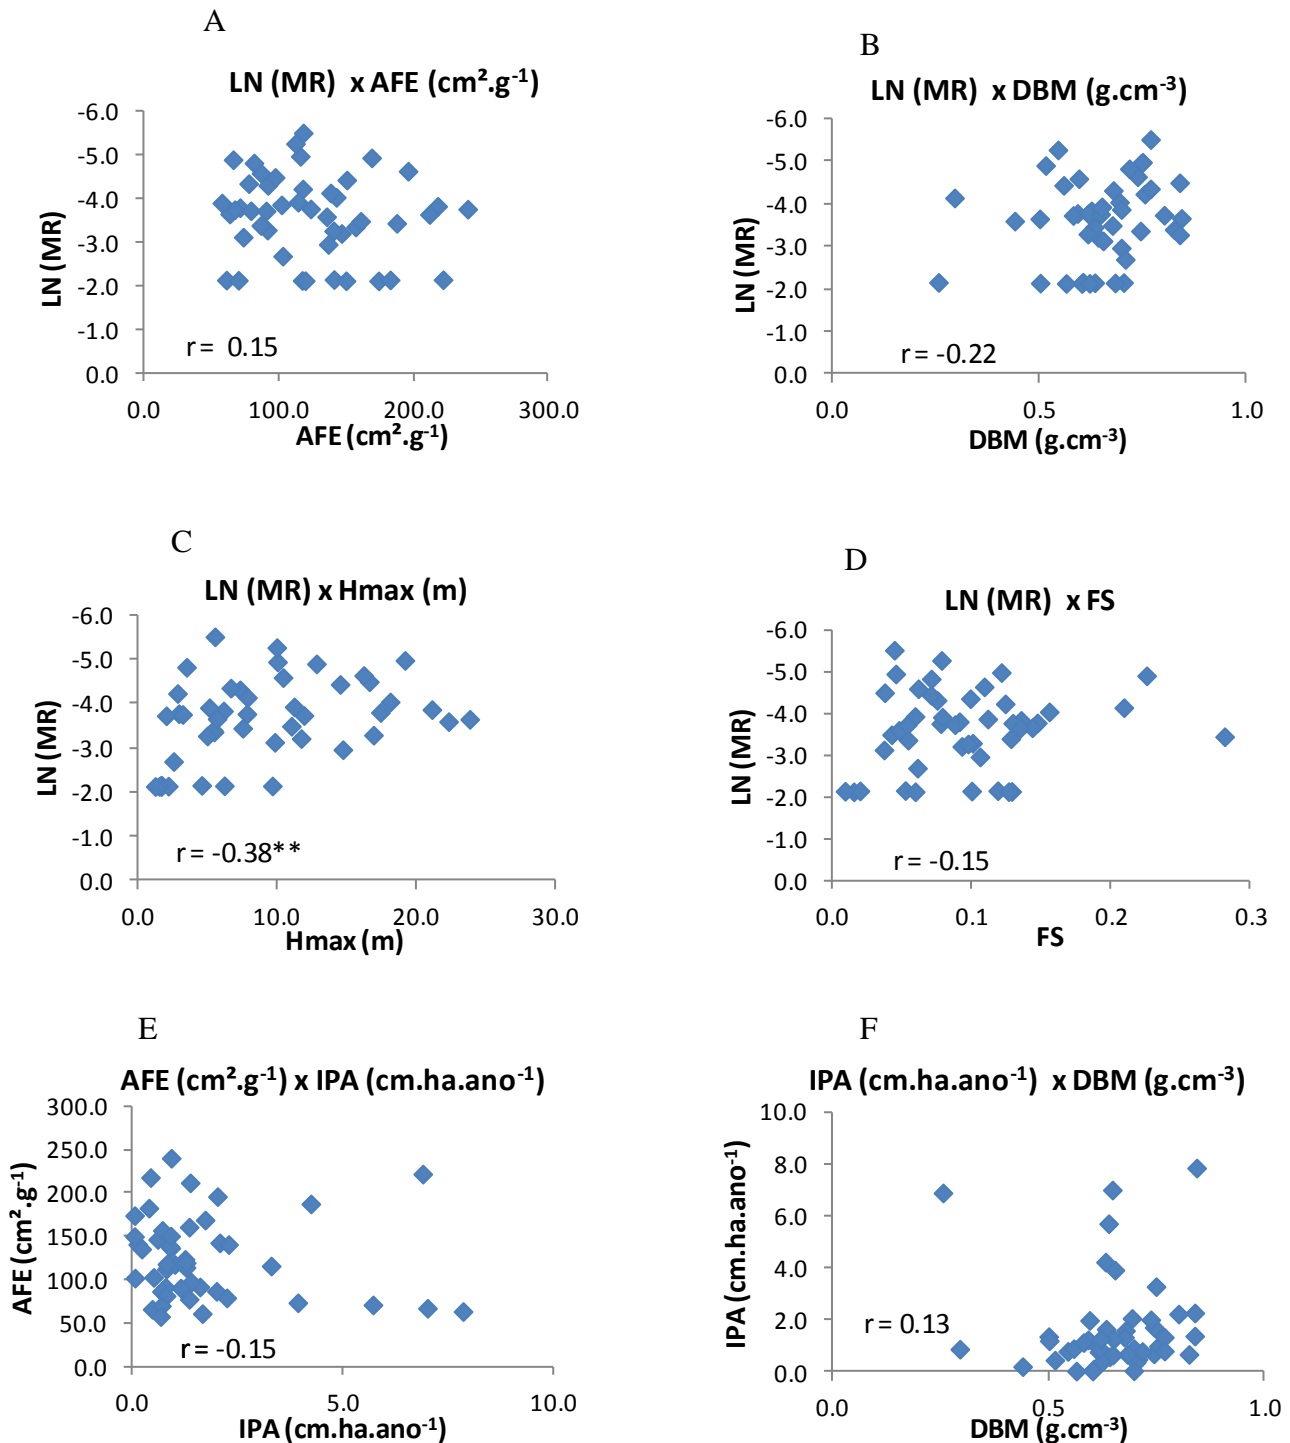 A
LN (MR) x AFE (cm².g⁻¹)
-6.0
-5.0
-4.0
-3.0
-2.0
-1.0
0.0
LN (MR)
r = 0.15
0.0 100.0 200.0 300.0
AFE (cm².g⁻¹)
B
LN (MR) x DBM (g.cm⁻³)
-6.0
-5.0
-4.0
-3.0
-2.0
-1.0
0.0
LN (MR)
r = -0.22
0.0 0.5 1.0
DBM (g.cm⁻³)
C
LN (MR) x Hmax (m)
-6.0
-5.0
-4.0
-3.0
-2.0
-1.0
0.0
LN (MR)
r = -0.38**
0.0 10.0 20.0 30.0
Hmax (m)
D
LN (MR) x FS
-6.0
-5.0
-4.0
-3.0
-2.0
-1.0
0.0
LN (MR)
r = -0.15
0.0 0.1 0.2 0.3
FS
E
AFE (cm².g⁻¹) x IPA (cm.ha.ano⁻¹)
300.0
250.0
200.0
150.0
100.0
50.0
0.0
AFE (cm².g⁻¹)
r = -0.15
0.0 5.0 10.0
IPA (cm.ha.ano⁻¹)
F
IPA (cm.ha.ano⁻¹) x DBM (g.cm⁻³)
10.0
8.0
6.0
4.0
2.0
0.0
IPA (cm.ha.ano⁻¹)
r = 0.13
0.0 0.5 1.0
DBM (g.cm⁻³)